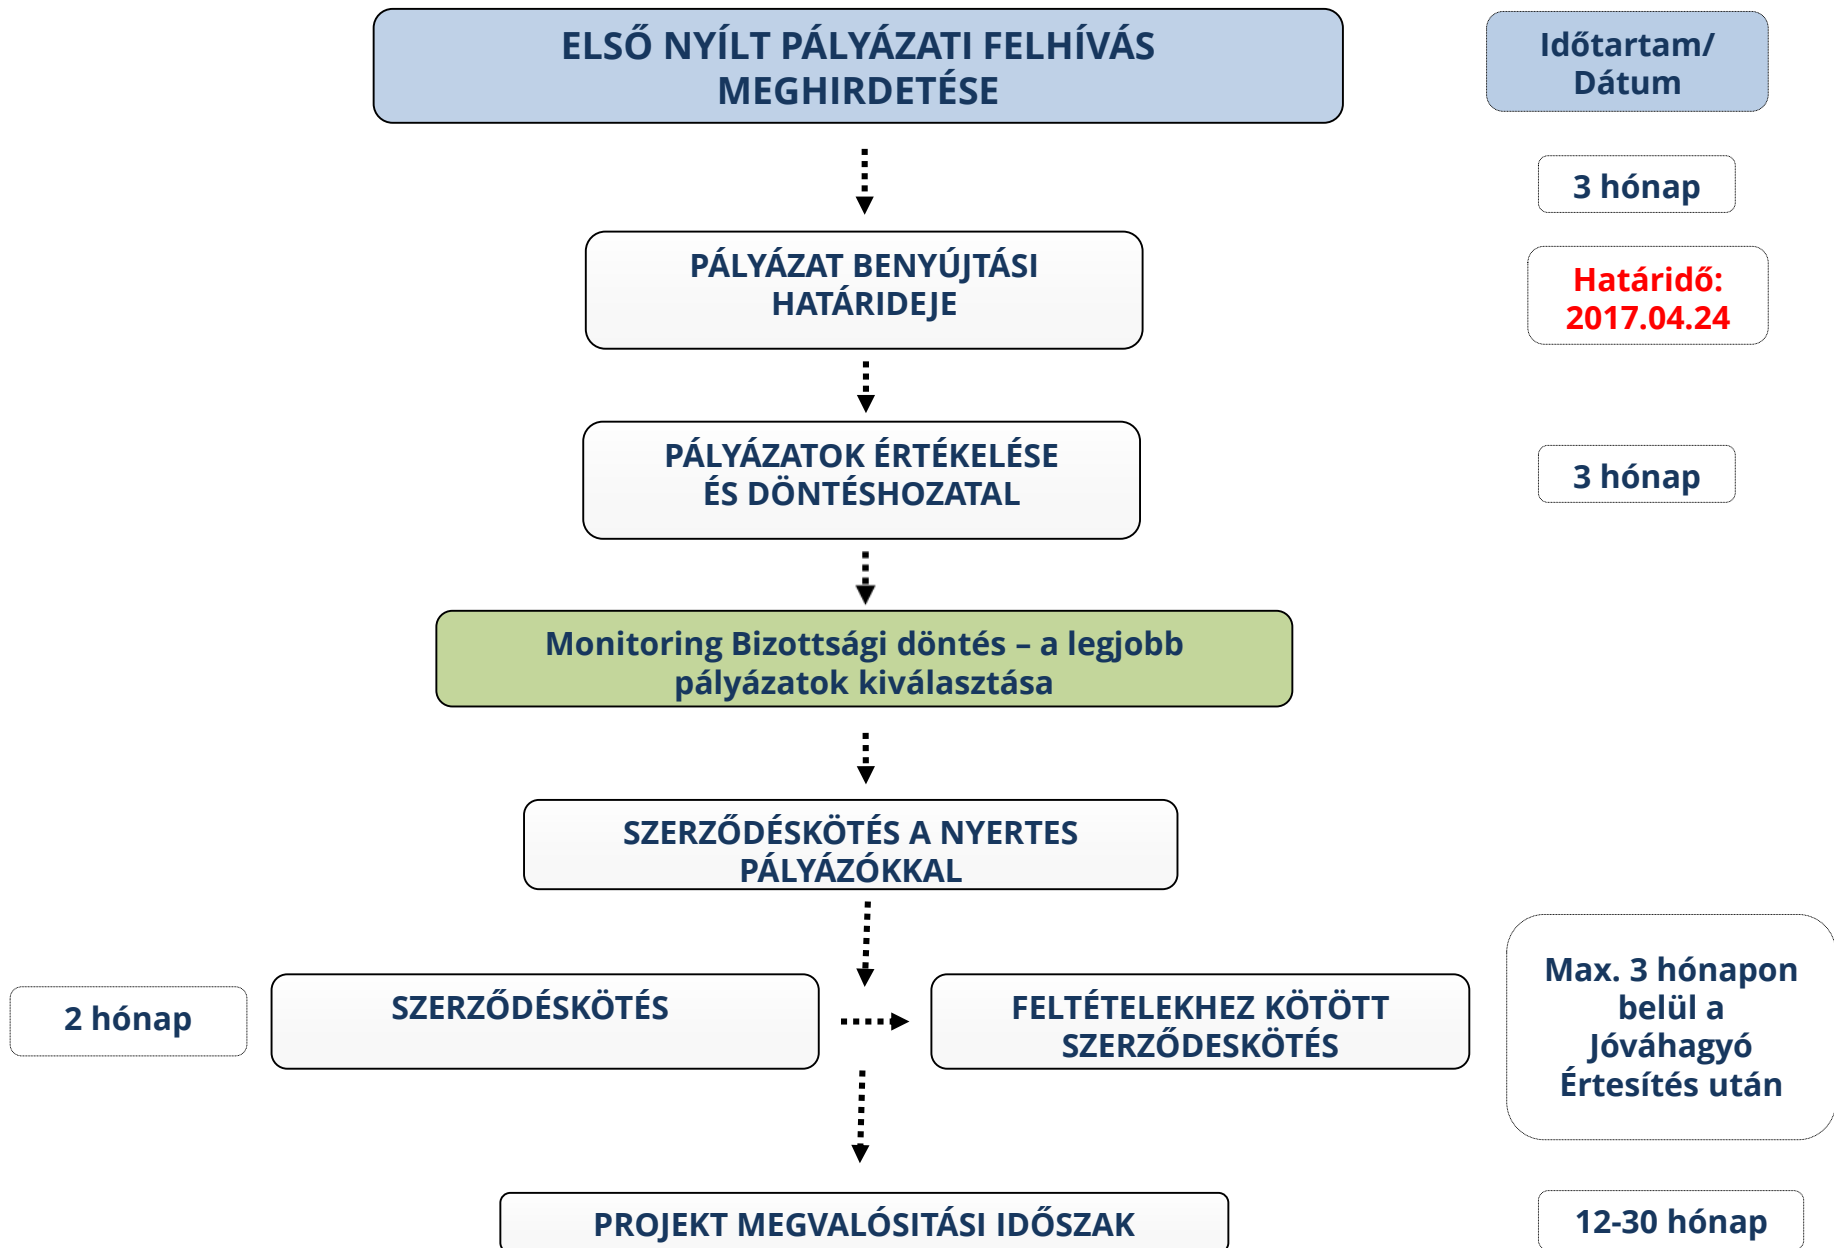 ELSŐ NYÍLT PÁLYÁZATI FELHÍVÁS
MEGHIRDETÉSE
Időtartam/
Dátum
3 hónap
PÁLYÁZAT BENYÚJTÁSI
HATÁRIDEJE
Határidő:
2017.04.24
PÁLYÁZATOK ÉRTÉKELÉSE
ÉS DÖNTÉSHOZATAL
3 hónap
Monitoring Bizottsági döntés – a legjobb
pályázatok kiválasztása
SZERZŐDÉSKÖTÉS A NYERTES
PÁLYÁZÓKKAL
2 hónap
SZERZŐDÉSKÖTÉS
FELTÉTELEKHEZ KÖTÖTT
SZERZŐDESKÖTÉS
Max. 3 hónapon
belül a
Jóváhagyó
Értesítés után
PROJEKT MEGVALÓSITÁSI IDŐSZAK
12-30 hónap